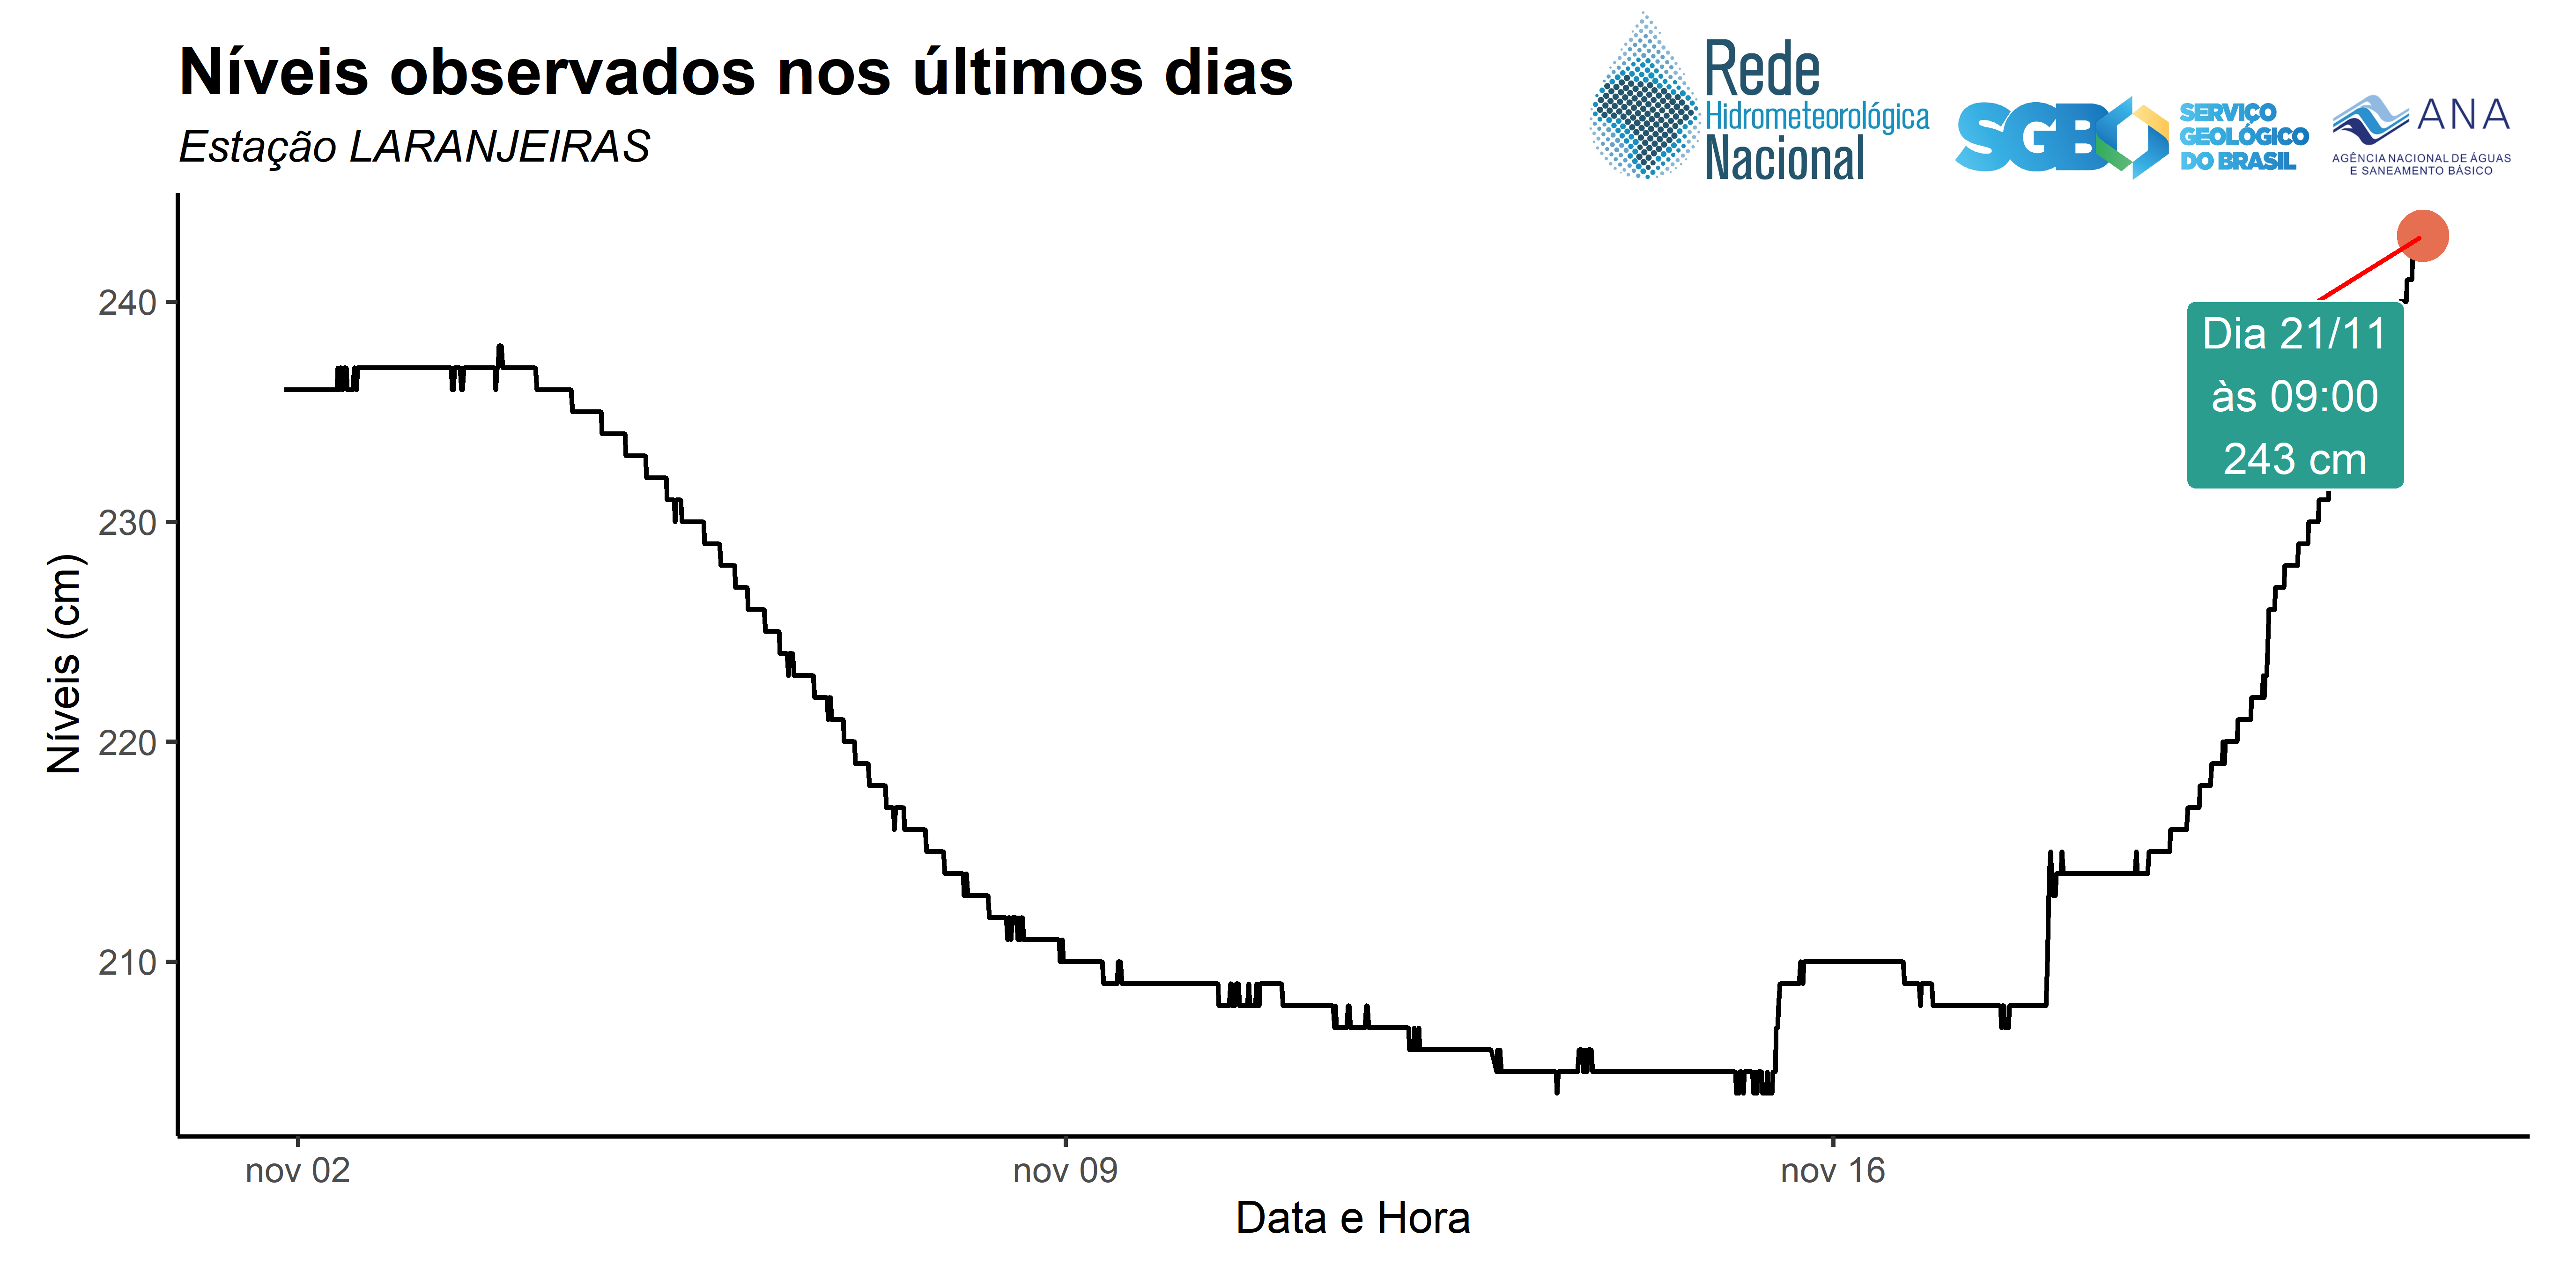 Níveis observados nos últimos dias
Estação LARANJEIRAS
Rede
Hidrometeorológica
Nacional
SGB
SERVIÇO
GEOLÓGICO
DO BRASIL
ANA
AGÊNCIA NACIONAL DE ÁGUAS
E SANEAMENTO BÁSICO
Níveis (cm)
240
230
220
210
Dia 21/11
às 09:00
243 cm
nov 02
nov 09
nov 16
Data e Hora